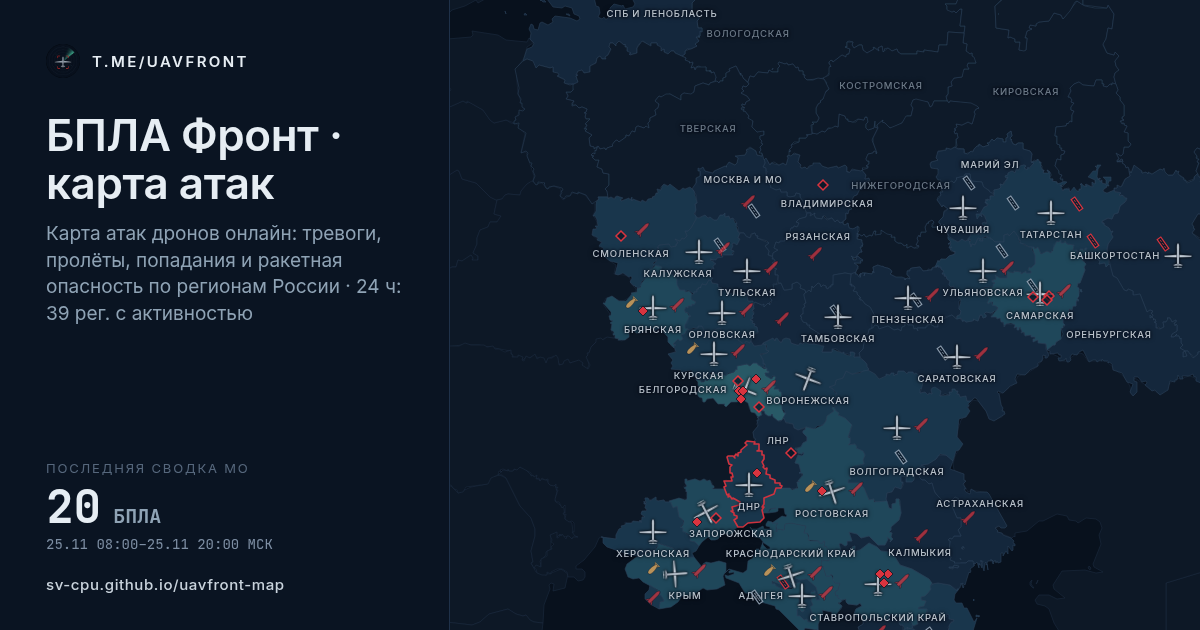 T.ME/UAVFRONT
БПЛА Фронт ·
карта атак
Карта атак дронов онлайн: тревоги,
пролёты, попадания и ракетная
опасность по регионам России · 24 ч:
39 рег. с активностью
ПОСЛЕДНЯЯ СВОДКА МО
20 БПЛА
25.11 08:00–25.11 20:00 МСК
sv-cpu.github.io/uavfront-map
СПБ И ЛЕНОБЛАСТЬ
ВОЛОГОДСКАЯ
КОСТРОМСКАЯ
КИРОВСКАЯ
ТВЕРСКАЯ
МАРИЙ ЭЛ
МОСКВА И МО
НИЖЕГОРОДСКАЯ
ВЛАДИМИРСКАЯ
ЧУВАШИЯ
ТАТАРСТАН
РЯЗАНСКАЯ
СМОЛЕНСКАЯ
БАШКОРТОСТАН
КАЛУЖСКАЯ
ТУЛЬСКАЯ
УЛЬЯНОВСКАЯ
ПЕНЗЕНСКАЯ
САМАРСКАЯ
БРЯНСКАЯ
ОРЛОВСКАЯ
ТАМБОВСКАЯ
ОРЕНБУРГСКАЯ
КУРСКАЯ
САРАТОВСКАЯ
БЕЛГОРОДСКАЯ
ВОРОНЕЖСКАЯ
ЛНР
ВОЛГОГРАДСКАЯ
ДНР
РОСТОВСКАЯ
АСТРАХАНСКАЯ
ЗАПОРОЖСКАЯ
ХЕРСОНСКАЯ
КРАСНОДАРСКИЙ КРАЙ
КАЛМЫКИЯ
КРЫМ
АДЫГЕЯ
СТАВРОПОЛЬСКИЙ КРАЙ